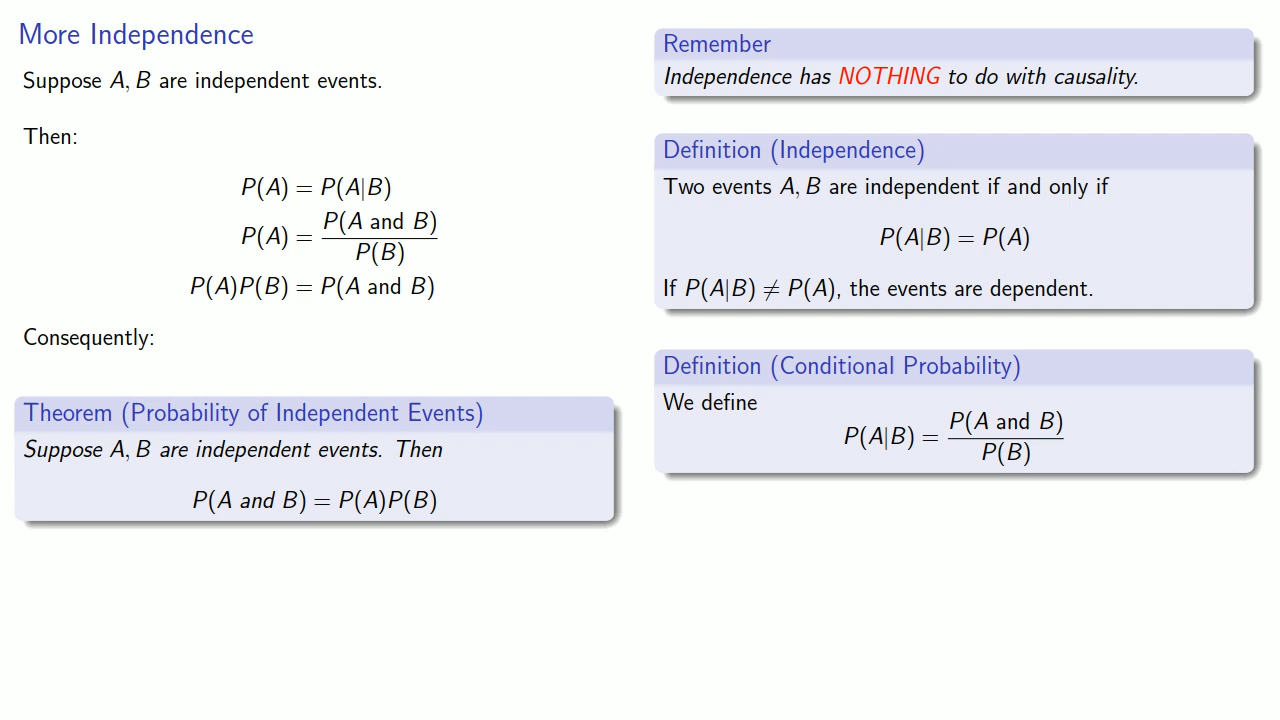 More Independence
Suppose A, B are independent events.
Then:
P(A) = P(A|B)
P(A) = P(A and B) / P(B)
P(A)P(B) = P(A and B)
Consequently:
Theorem (Probability of Independent Events)
Suppose A, B are independent events. Then
P(A and B) = P(A)P(B)
Remember
Independence has NOTHING to do with causality.
Definition (Independence)
Two events A, B are independent if and only if
P(A|B) = P(A)
If P(A|B) ≠ P(A), the events are dependent.
Definition (Conditional Probability)
We define
P(A|B) = P(A and B) / P(B)